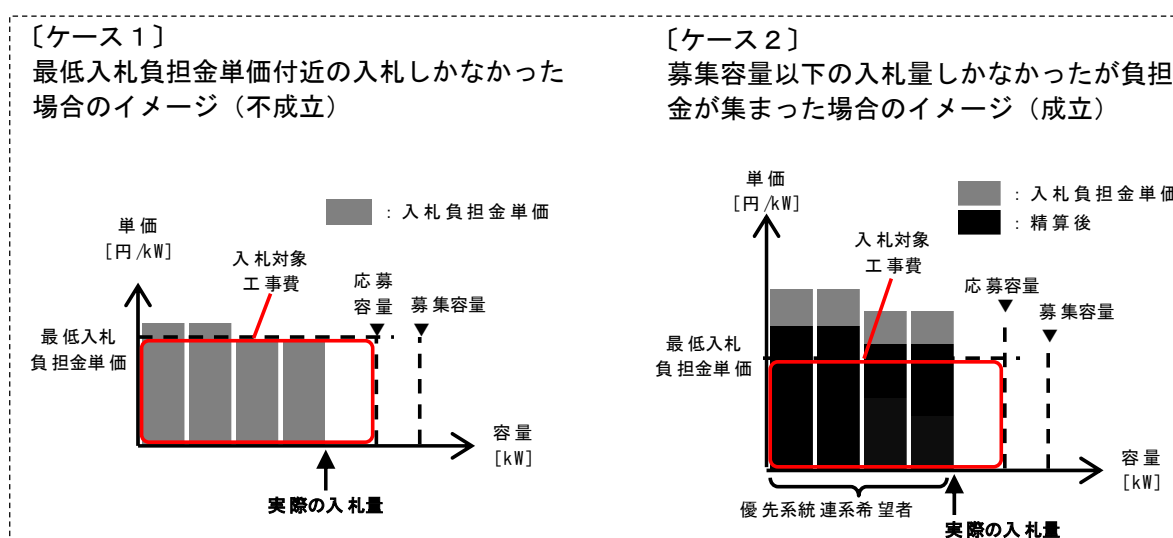 〔ケース１〕
最低入札負担金単価付近の入札しかなかった
場合のイメージ（不成立）
：入札負担金単価
単価
［円/kW］
入札対象
工事費
応募
容量
募集容量
最低入札
負担金単価
容量
［kW］
実際の入札量
〔ケース２〕
募集容量以下の入札量しかなかったが負担
金が集まった場合のイメージ（成立）
単価
［円/kW］
：入札負担金単価
：精算後
入札対象
工事費
応募容量
募集容量
最低入札
負担金単価
容量
［kW］
優先系統連系希望者
実際の入札量